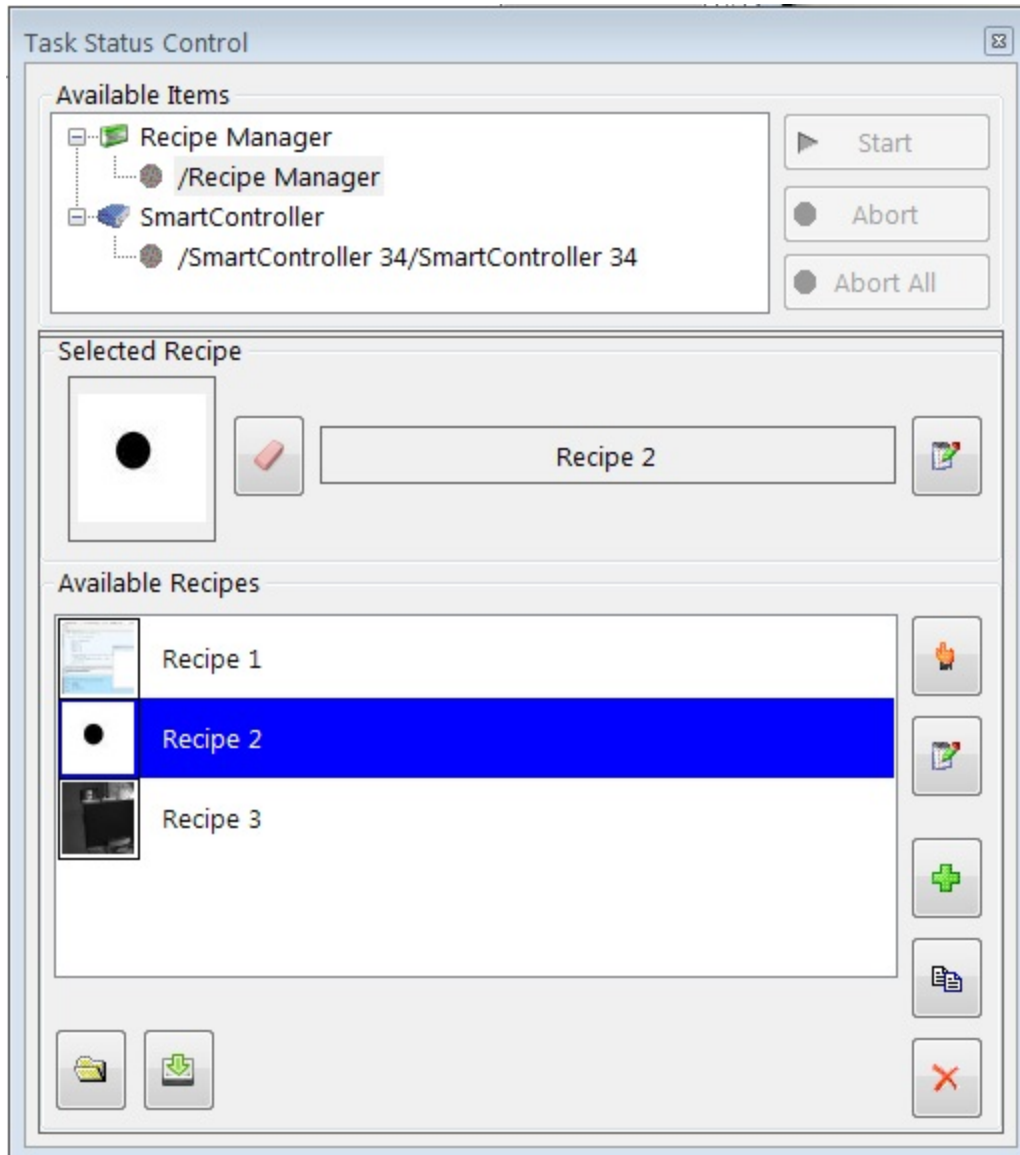 Task Status Control
Available Items
Recipe Manager
/Recipe Manager
SmartController
/SmartController 34/SmartController 34
Start
Abort
Abort All
Selected Recipe
Recipe 2
Available Recipes
Recipe 1
Recipe 2
Recipe 3